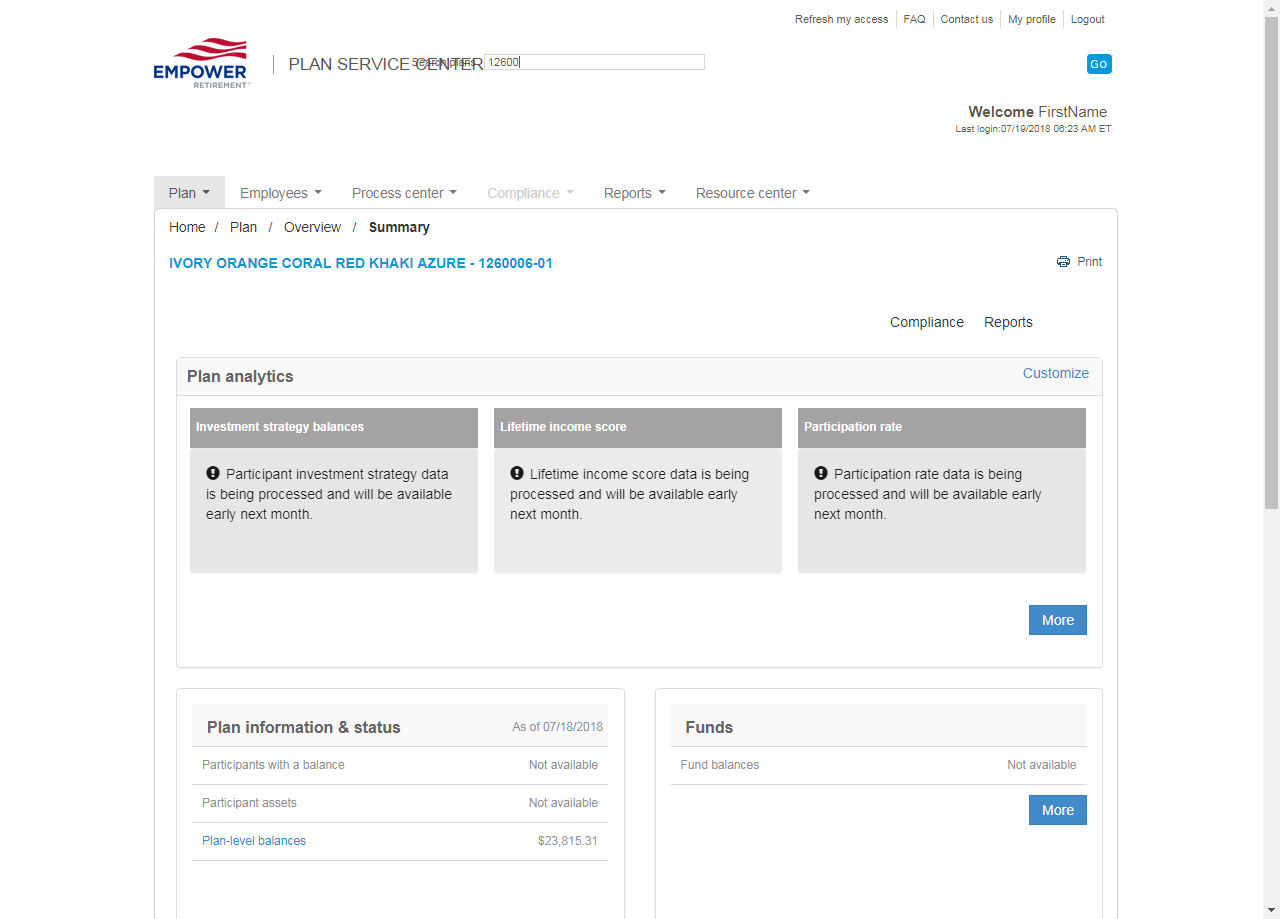 Refresh my access FAQ Contact us My profile Logout
EMPOWER
RETIREMENT™
PLAN SERVICE CENTER
Search plans 12600
GO
Welcome FirstName
Last login:07/19/2018 06:23 AM ET
Plan Employees Process center Compliance Reports Resource center
Home / Plan / Overview / Summary
IVORY ORANGE CORAL RED KHAKI AZURE - 1260006-01
Print
Compliance Reports
Plan analytics
Customize
Investment strategy balances
Participant investment strategy data
is being processed and will be available
early next month.
Lifetime income score
Lifetime income score data is being
processed and will be available early
next month.
Participation rate
Participation rate data is being
processed and will be available early
next month.
More
Plan information & status As of 07/18/2018
Participants with a balance Not available
Participant assets Not available
Plan-level balances $23,815.31
Funds
Fund balances Not available
More